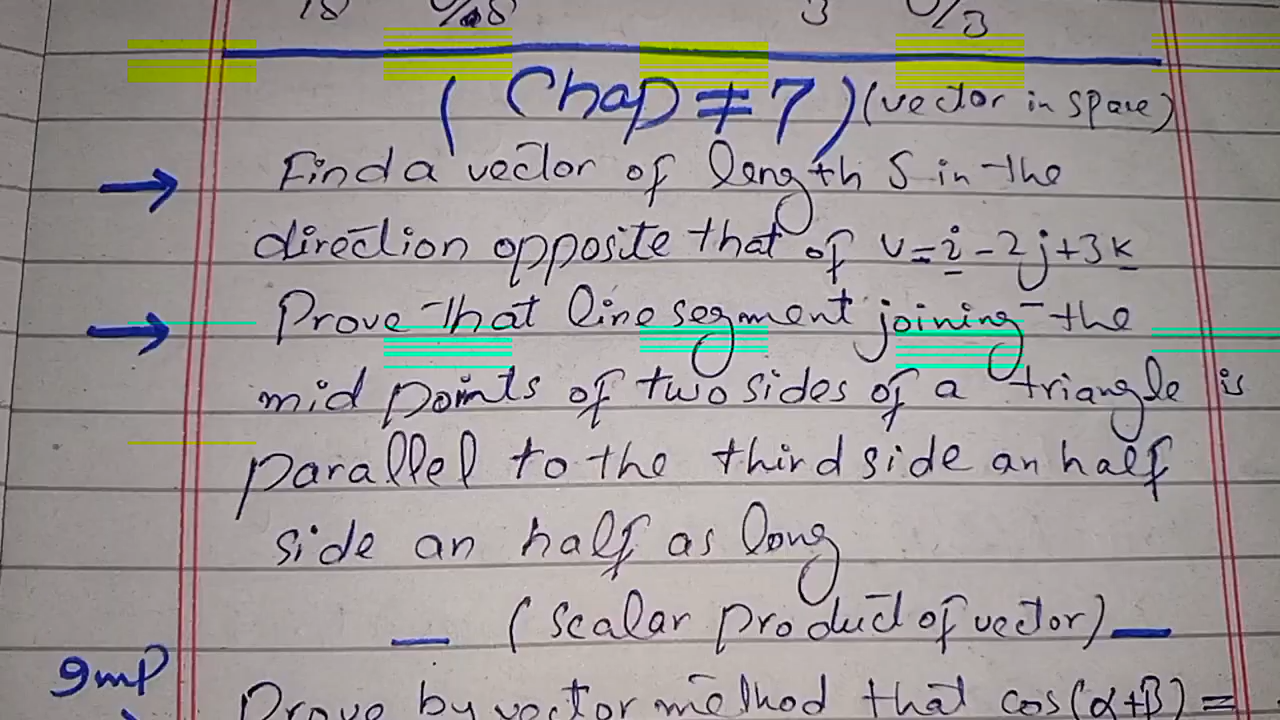 ( Chap # 7 ) (vector in space)
Find a vector of length 5 in the
direction opposite that of v = i - 2j + 3k
Prove that line segment joining the
mid points of two sides of a triangle is
parallel to the third side an half
side an half as long
(scalar product of vector)
Imp
Prove by vector method that cos(α+β) =